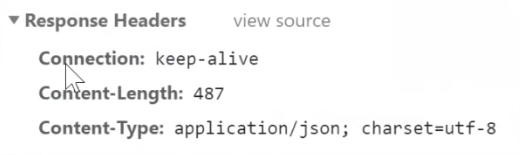 Response Headers view source
Connection: keep-alive
Content-Length: 487
Content-Type: application/json; charset=utf-8